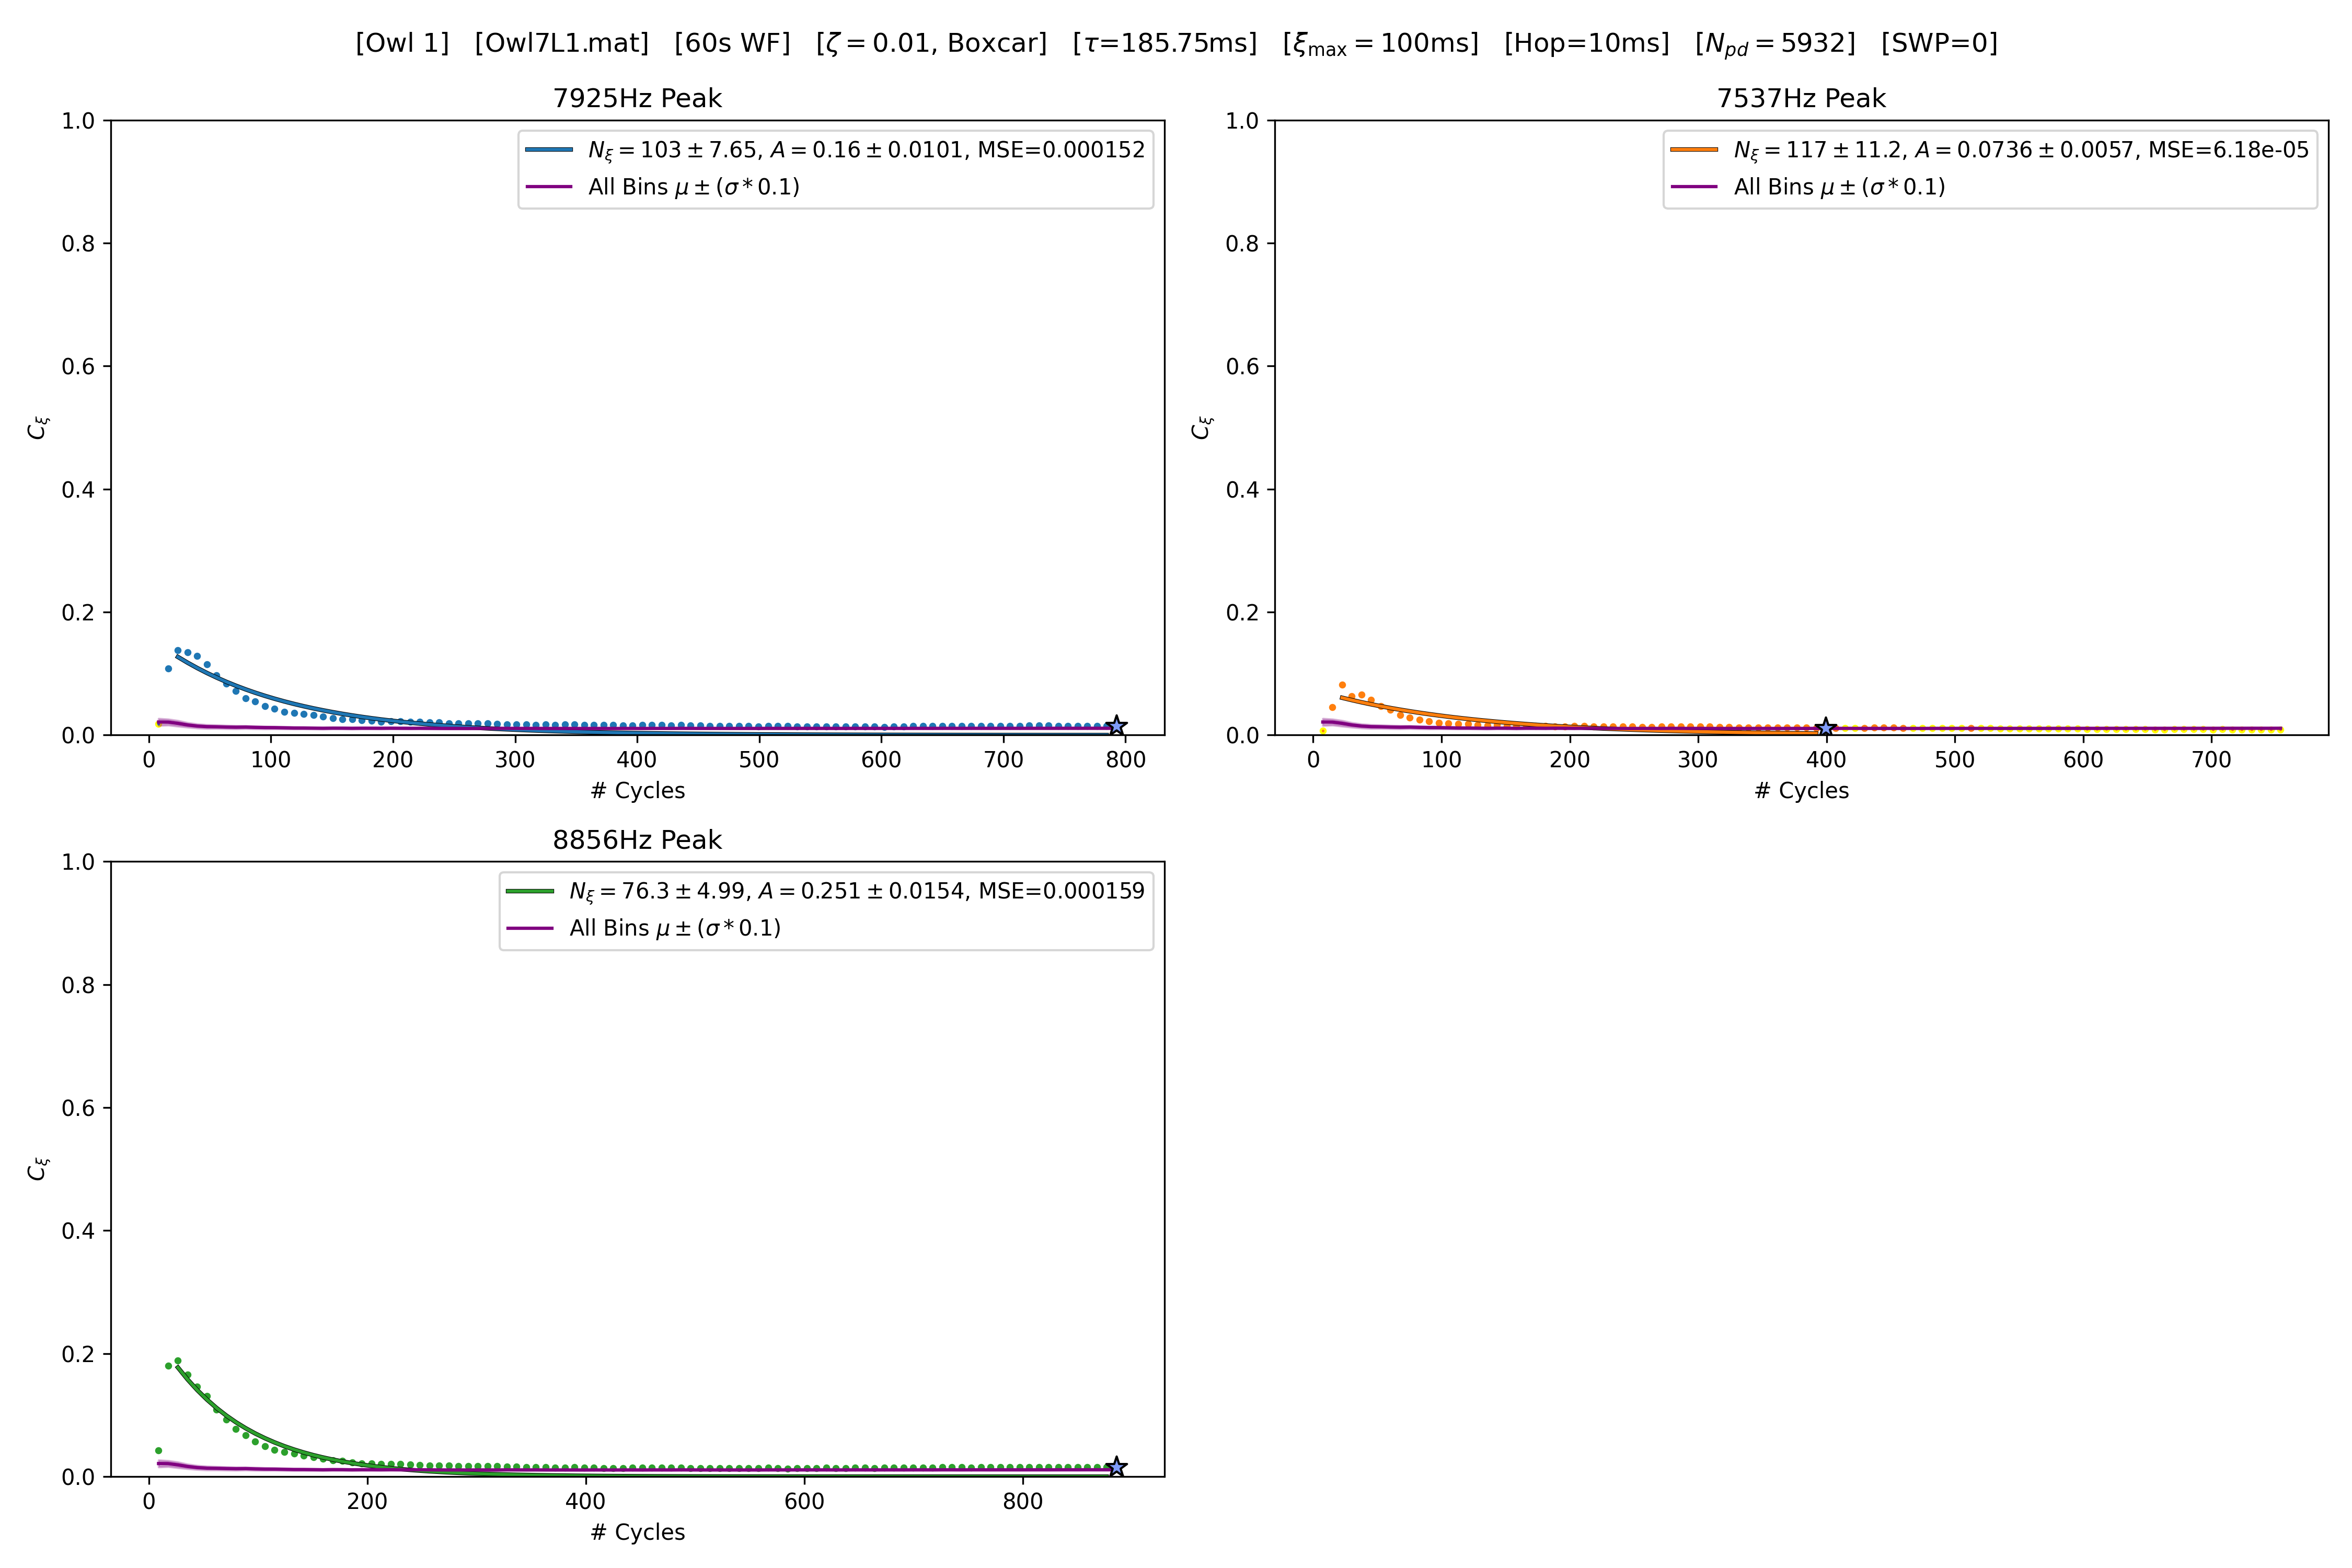 [Owl 1] [Owl7L1.mat] [60s WF] [ζ = 0.01, Boxcar] [τ=185.75ms] [ξmax = 100ms] [Hop=10ms] [Npd = 5932] [SWP=0]
7925Hz Peak
1.0
0.8
0.6
0.4
0.2
0.0
Cξ
Nξ = 103 ± 7.65, A = 0.16 ± 0.0101, MSE=0.000152
All Bins μ ± (σ * 0.1)
0 100 200 300 400 500 600 700 800
# Cycles
7537Hz Peak
1.0
0.8
0.6
0.4
0.2
0.0
Cξ
Nξ = 117 ± 11.2, A = 0.0736 ± 0.0057, MSE=6.18e-05
All Bins μ ± (σ * 0.1)
0 100 200 300 400 500 600 700
# Cycles
8856Hz Peak
1.0
0.8
0.6
0.4
0.2
0.0
Cξ
Nξ = 76.3 ± 4.99, A = 0.251 ± 0.0154, MSE=0.000159
All Bins μ ± (σ * 0.1)
0 200 400 600 800
# Cycles